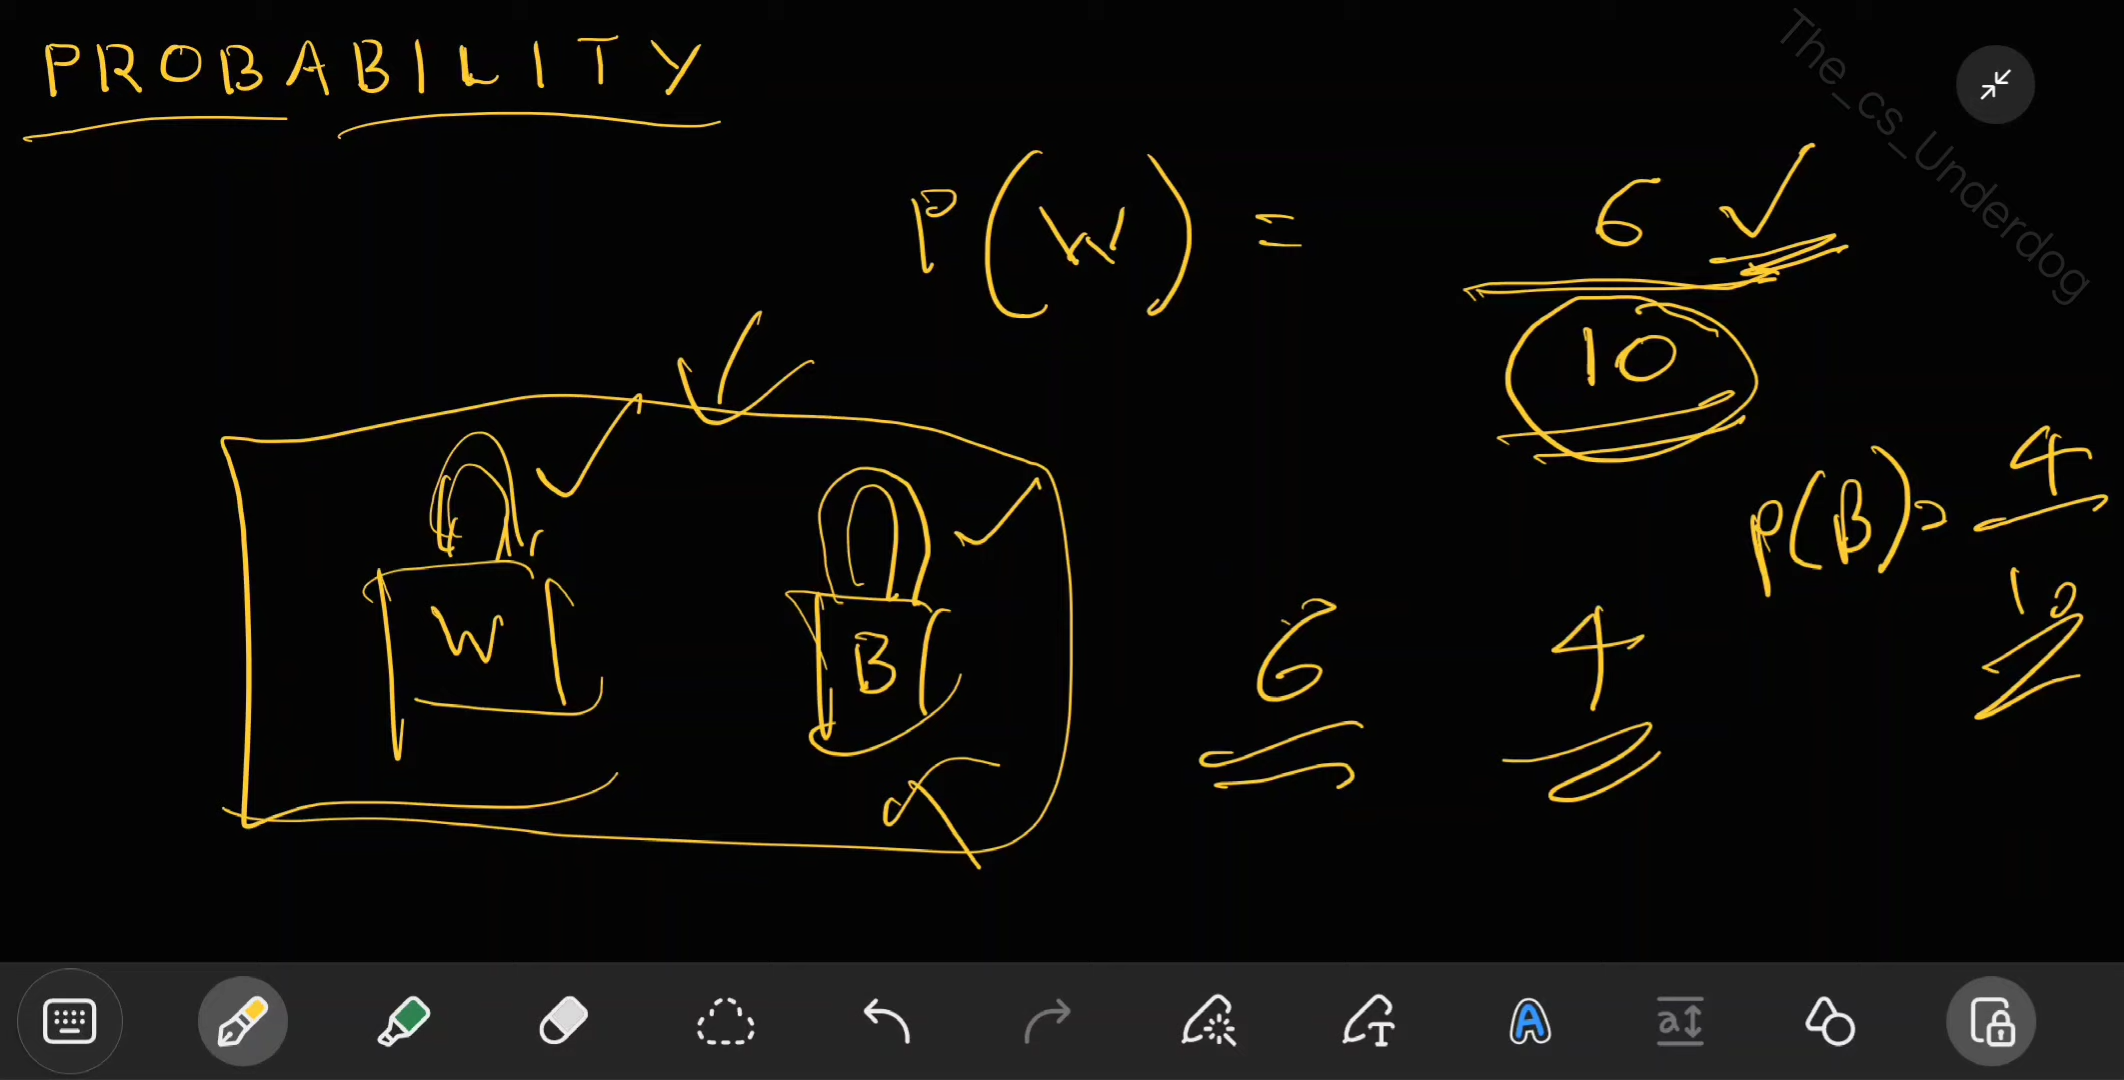 PROBABILITY
The_cs_Underdog
P(W) = 6/10
P(B) = 4/10
W
B
6 4